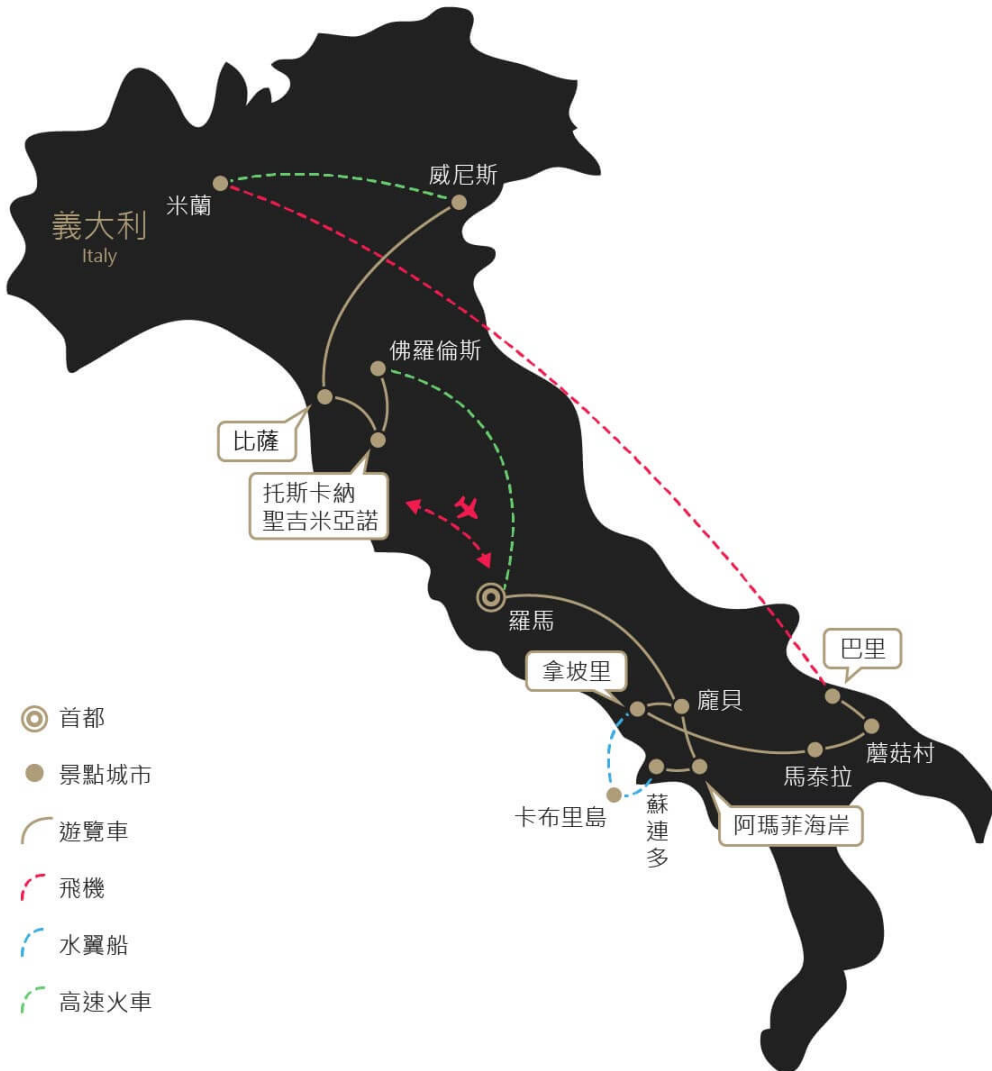 威尼斯
米蘭
義大利
Italy
佛羅倫斯
比薩
托斯卡納
聖吉米亞諾
羅馬
巴里
拿坡里
龐貝
蘑菇村
馬泰拉
卡布里島
蘇連多
阿瑪菲海岸
首都
景點城市
遊覽車
飛機
水翼船
高速火車